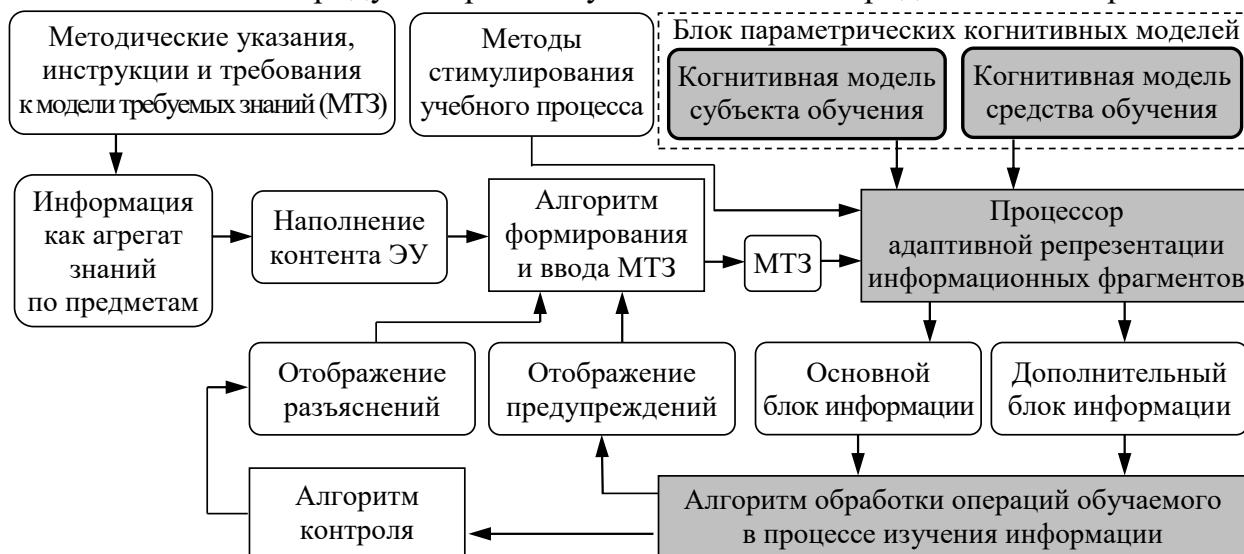 Методические указания,
инструкции и требования
к модели требуемых знаний (МТЗ)
Методы
стимулирования
учебного процесса
Блок параметрических когнитивных моделей
Когнитивная модель
субъекта обучения
Когнитивная модель
средства обучения
Информация
как агрегат
знаний
по предметам
Наполнение
контента ЭУ
Алгоритм
формирования
и ввода МТЗ
МТЗ
Процессор
адаптивной репрезентации
информационных фрагментов
Отображение
разъяснений
Отображение
предупреждений
Основной
блок информации
Дополнительный
блок информации
Алгоритм
контроля
Алгоритм обработки операций обучаемого
в процессе изучения информации